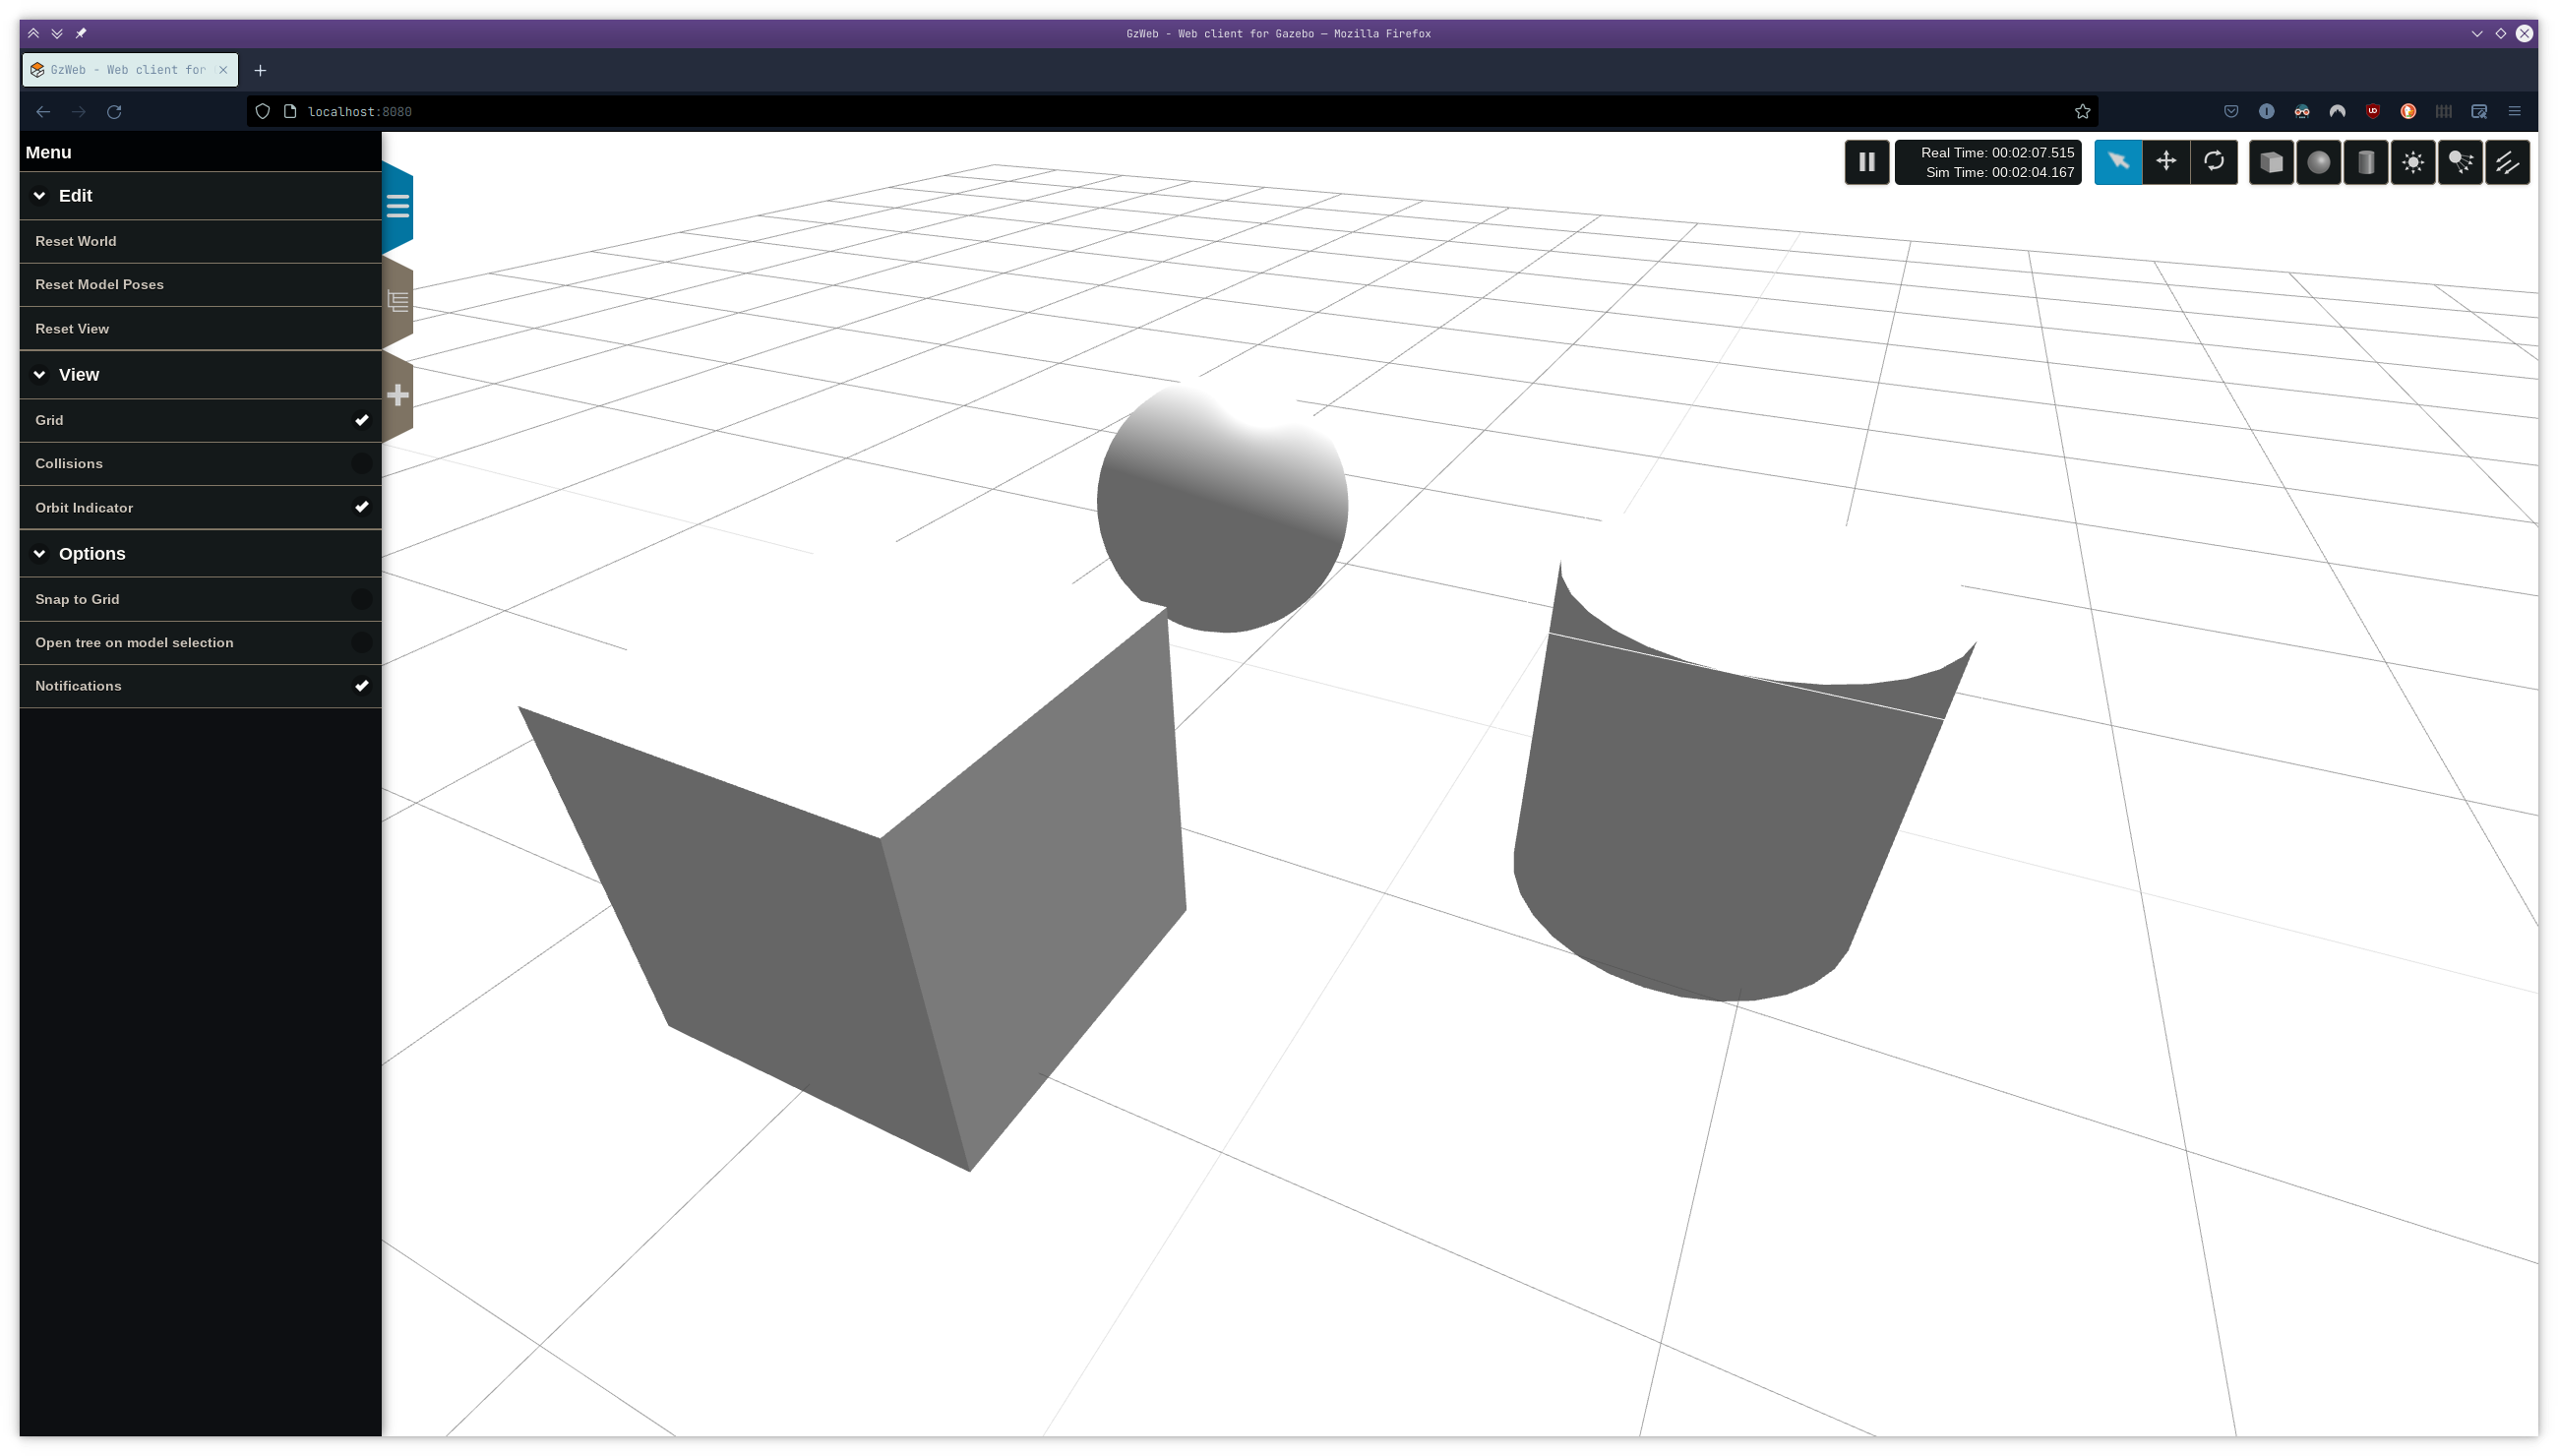 GzWeb - Web client for Gazebo — Mozilla Firefox
GzWeb - Web client for
localhost:8080
Menu
Real Time: 00:02:07.515
Sim Time: 00:02:04.167
Edit
Reset World
Reset Model Poses
Reset View
View
Grid
Collisions
Orbit Indicator
Options
Snap to Grid
Open tree on model selection
Notifications